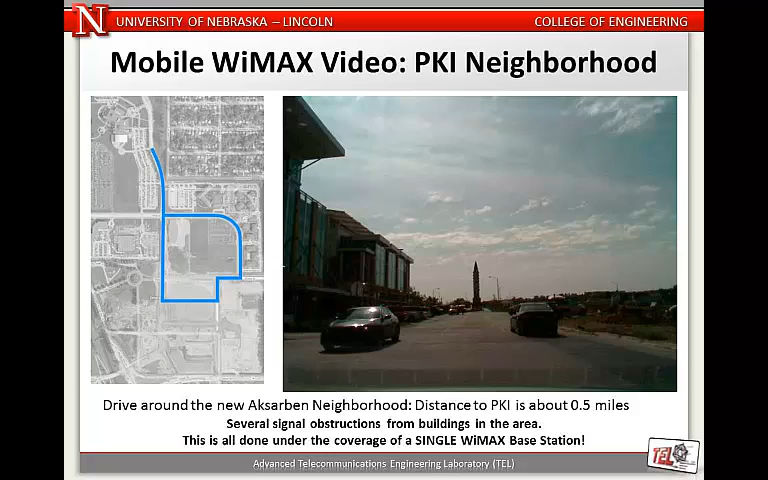 N UNIVERSITY OF NEBRASKA – LINCOLN COLLEGE OF ENGINEERING
Mobile WiMAX Video: PKI Neighborhood
Drive around the new Aksarben Neighborhood: Distance to PKI is about 0.5 miles
Several signal obstructions from buildings in the area.
This is all done under the coverage of a SINGLE WiMAX Base Station!
Advanced Telecommunications Engineering Laboratory (TEL)
TEL